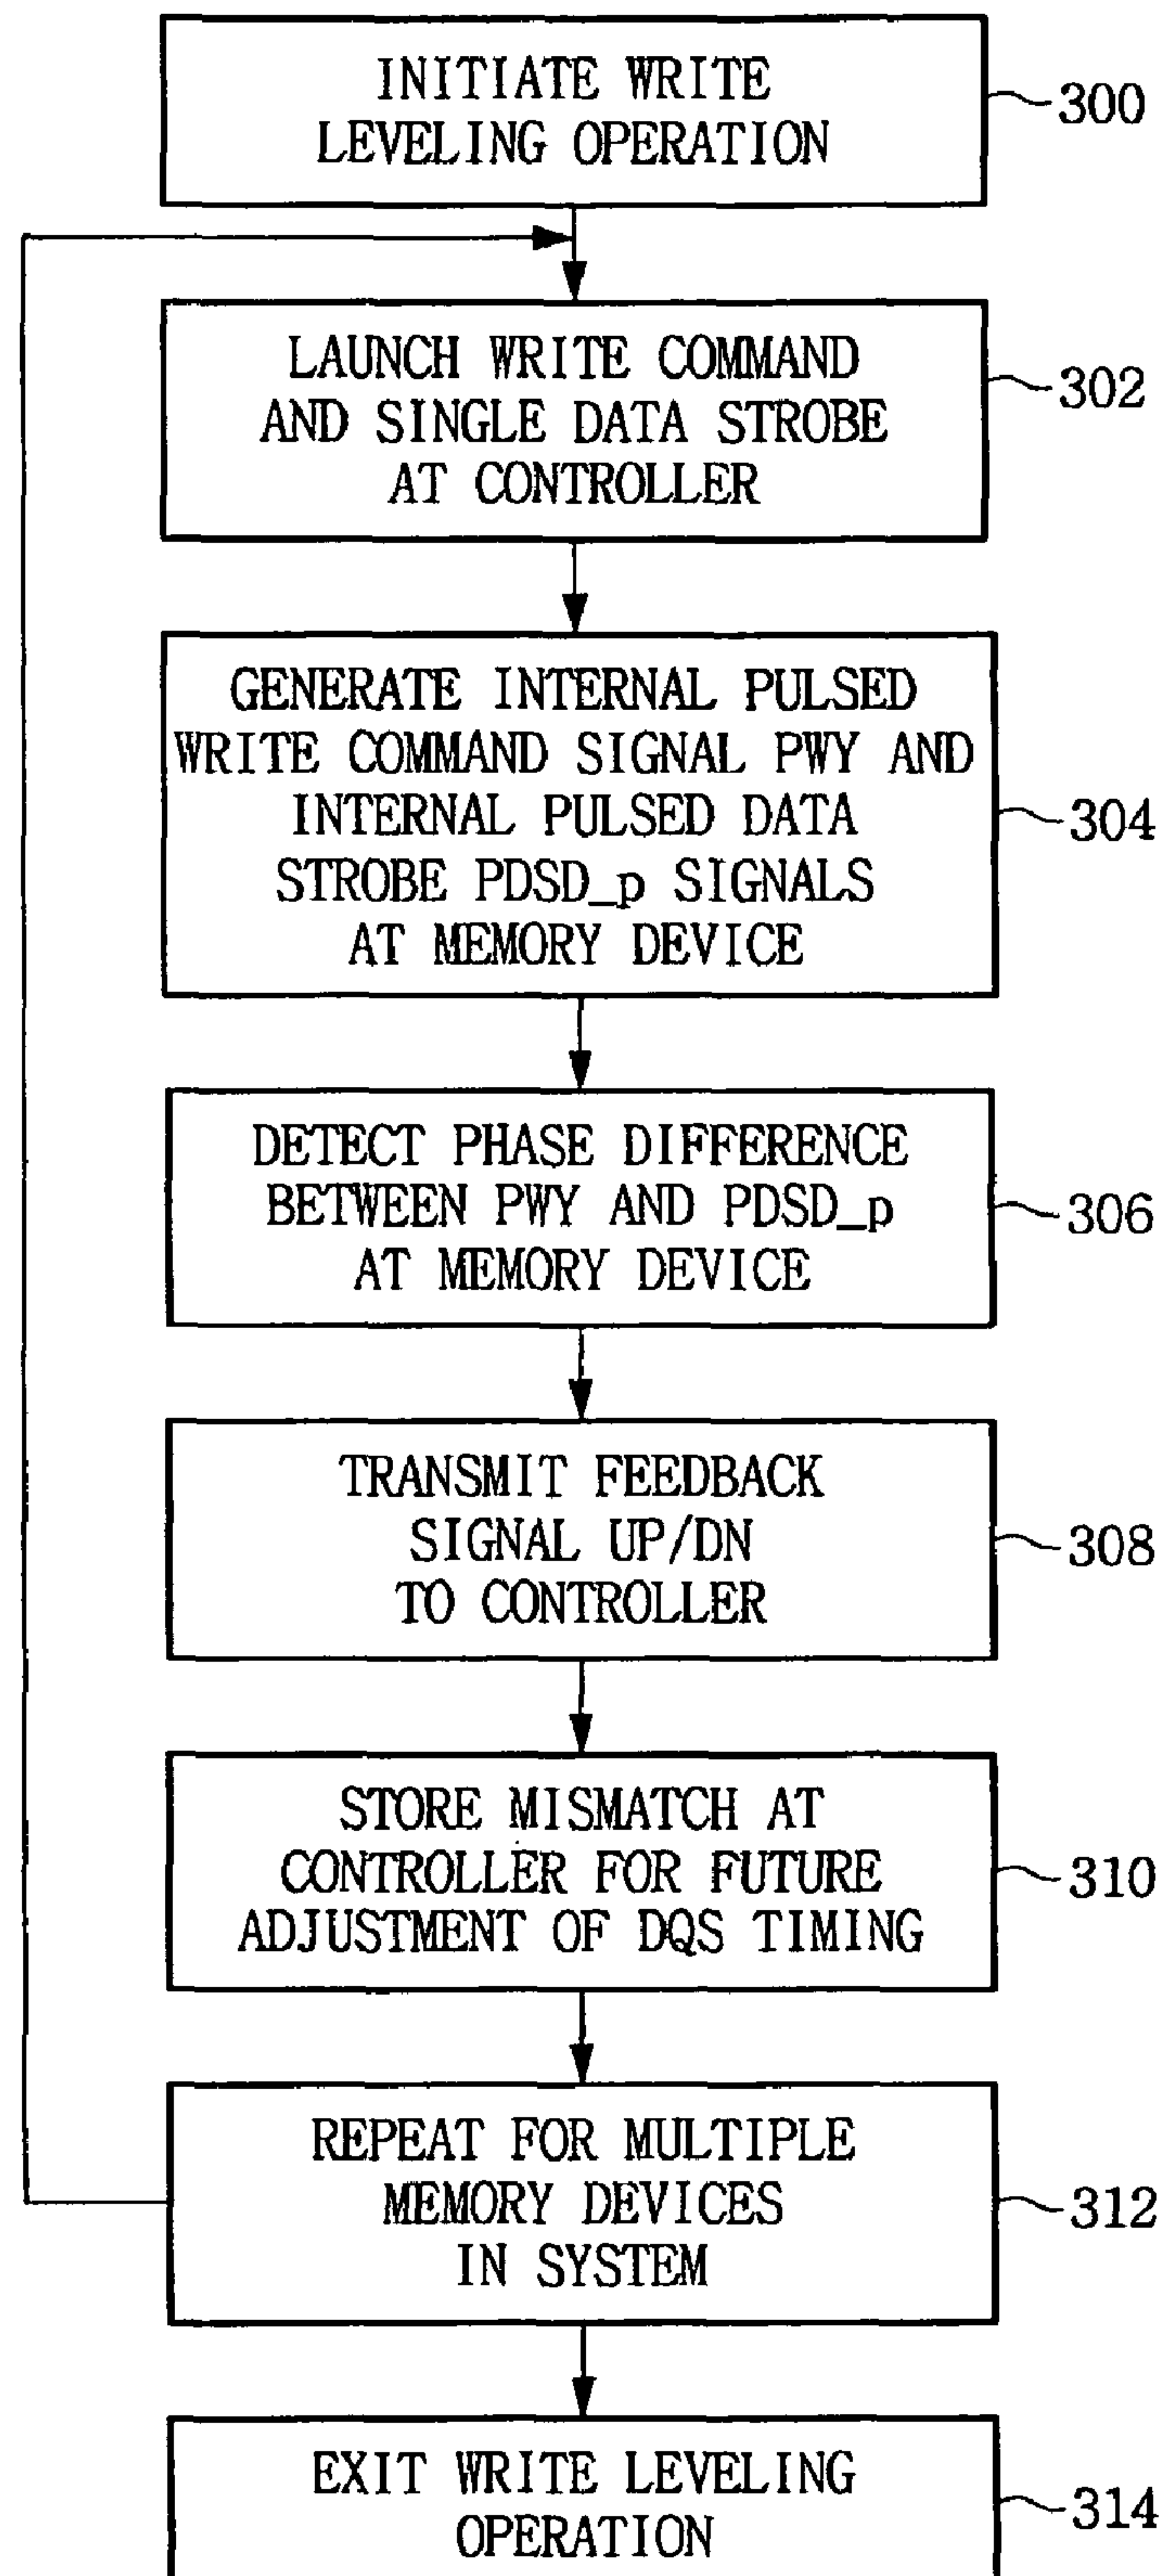 INITIATE WRITE
LEVELING OPERATION
300
LAUNCH WRITE COMMAND
AND SINGLE DATA STROBE
AT CONTROLLER
302
GENERATE INTERNAL PULSED
WRITE COMMAND SIGNAL PWY AND
INTERNAL PULSED DATA
STROBE PDSD_p SIGNALS
AT MEMORY DEVICE
304
DETECT PHASE DIFFERENCE
BETWEEN PWY AND PDSD_p
AT MEMORY DEVICE
306
TRANSMIT FEEDBACK
SIGNAL UP/DN
TO CONTROLLER
308
STORE MISMATCH AT
CONTROLLER FOR FUTURE
ADJUSTMENT OF DQS TIMING
310
REPEAT FOR MULTIPLE
MEMORY DEVICES
IN SYSTEM
312
EXIT WRITE LEVELING
OPERATION
314